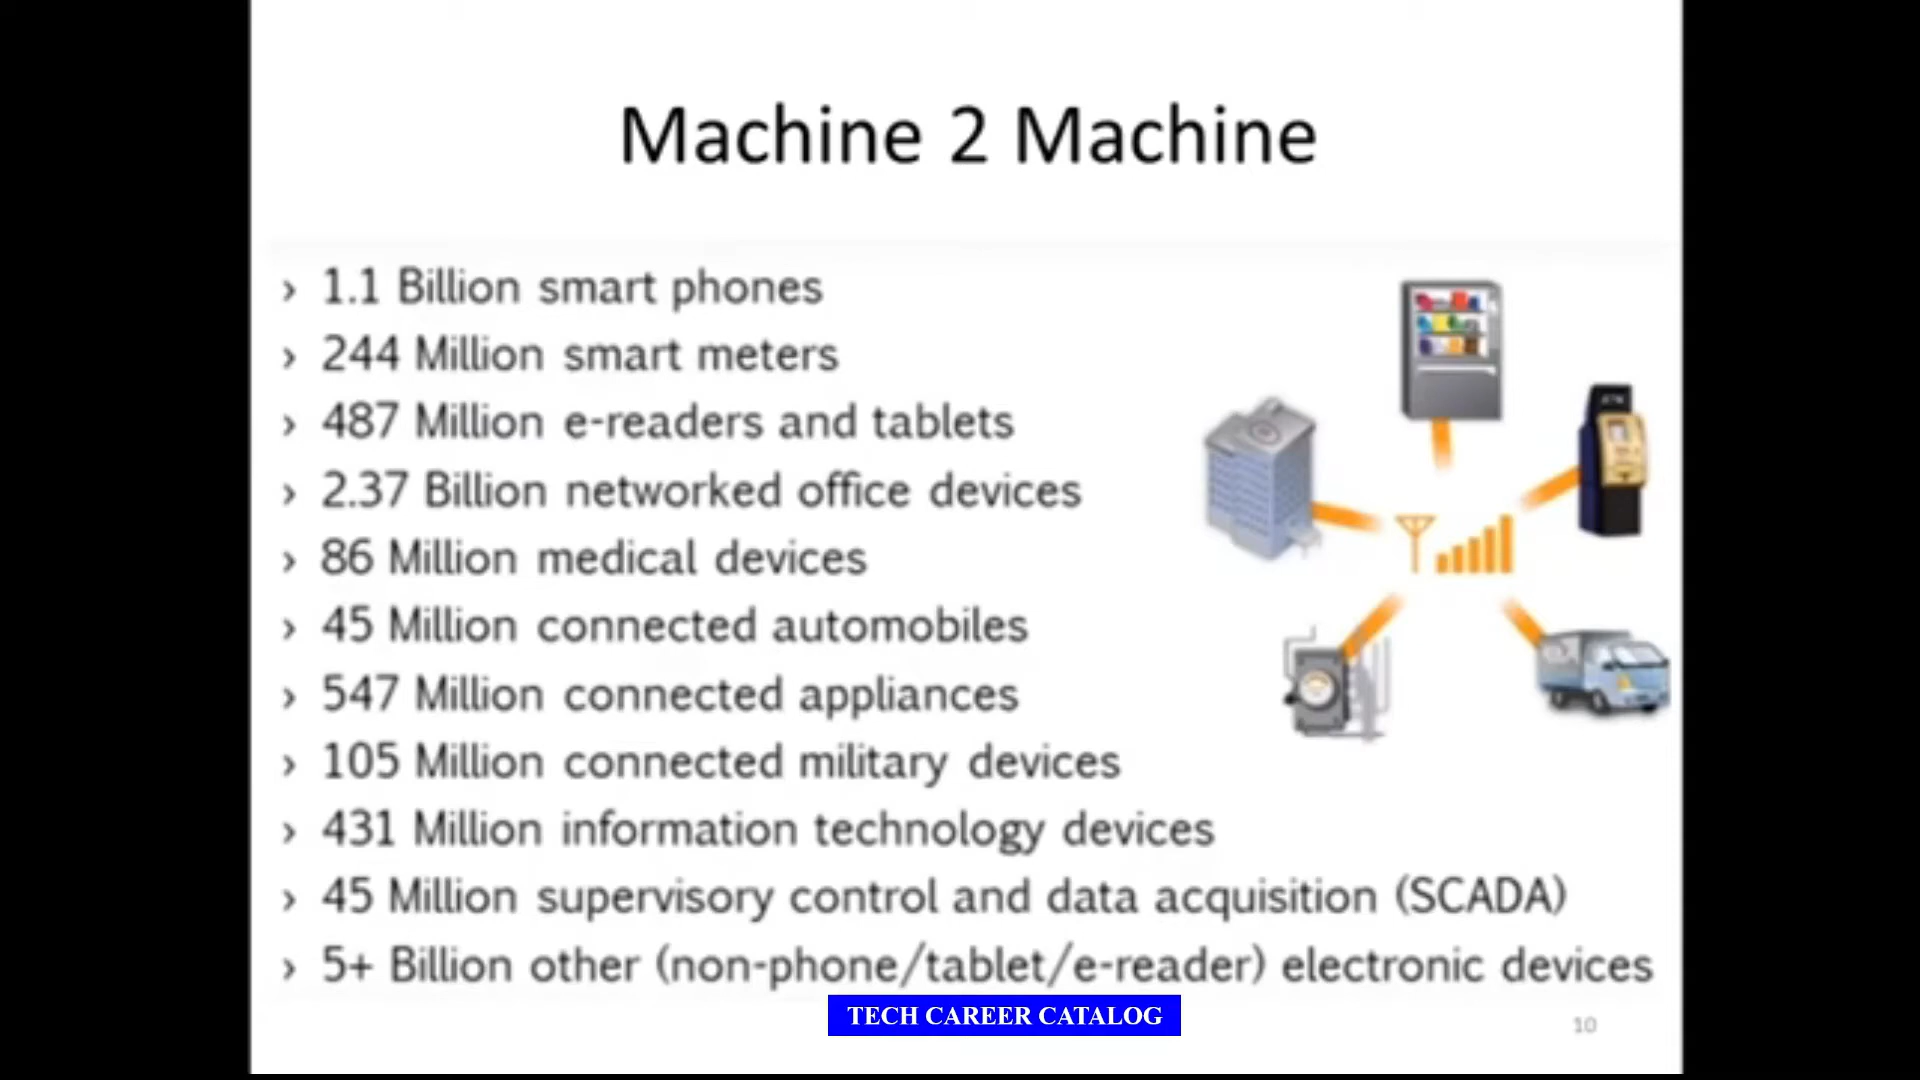 Machine 2 Machine
› 1.1 Billion smart phones
› 244 Million smart meters
› 487 Million e-readers and tablets
› 2.37 Billion networked office devices
› 86 Million medical devices
› 45 Million connected automobiles
› 547 Million connected appliances
› 105 Million connected military devices
› 431 Million information technology devices
› 45 Million supervisory control and data acquisition (SCADA)
› 5+ Billion other (non-phone/tablet/e-reader) electronic devices
TECH CAREER CATALOG
10